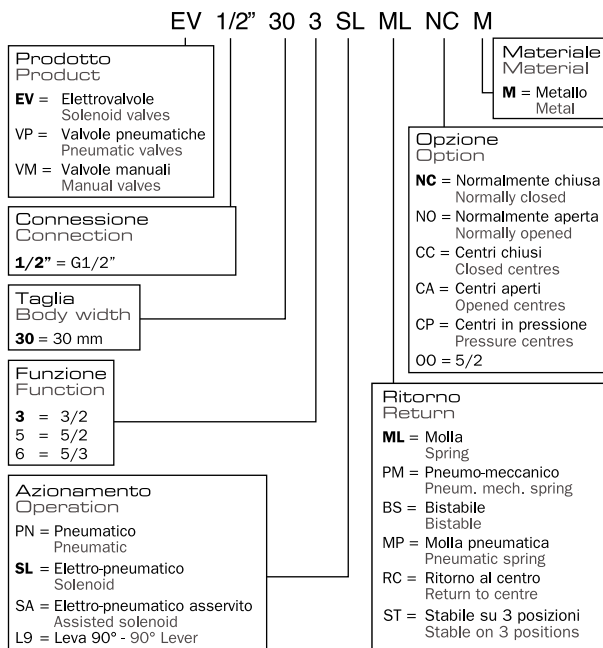 EV 1/2” 30 3 SL ML NC M
Prodotto
Product
EV = Elettrovalvole
Solenoid valves
VP = Valvole pneumatiche
Pneumatic valves
VM = Valvole manuali
Manual valves
Connessione
Connection
1/2” = G1/2”
Taglia
Body width
30 = 30 mm
Funzione
Function
3 = 3/2
5 = 5/2
6 = 5/3
Azionamento
Operation
PN = Pneumatico
Pneumatic
SL = Elettro-pneumatico
Solenoid
SA = Elettro-pneumatico asservito
Assisted solenoid
L9 = Leva 90° - 90° Lever
Materiale
Material
M = Metallo
Metal
Opzione
Option
NC = Normalmente chiusa
Normally closed
NO = Normalmente aperta
Normally opened
CC = Centri chiusi
Closed centres
CA = Centri aperti
Opened centres
CP = Centri in pressione
Pressure centres
OO = 5/2
Ritorno
Return
ML = Molla
Spring
PM = Pneumo-meccanico
Pneum. mech. spring
BS = Bistabile
Bistable
MP = Molla pneumatica
Pneumatic spring
RC = Ritorno al centro
Return to centre
ST = Stabile su 3 posizioni
Stable on 3 positions